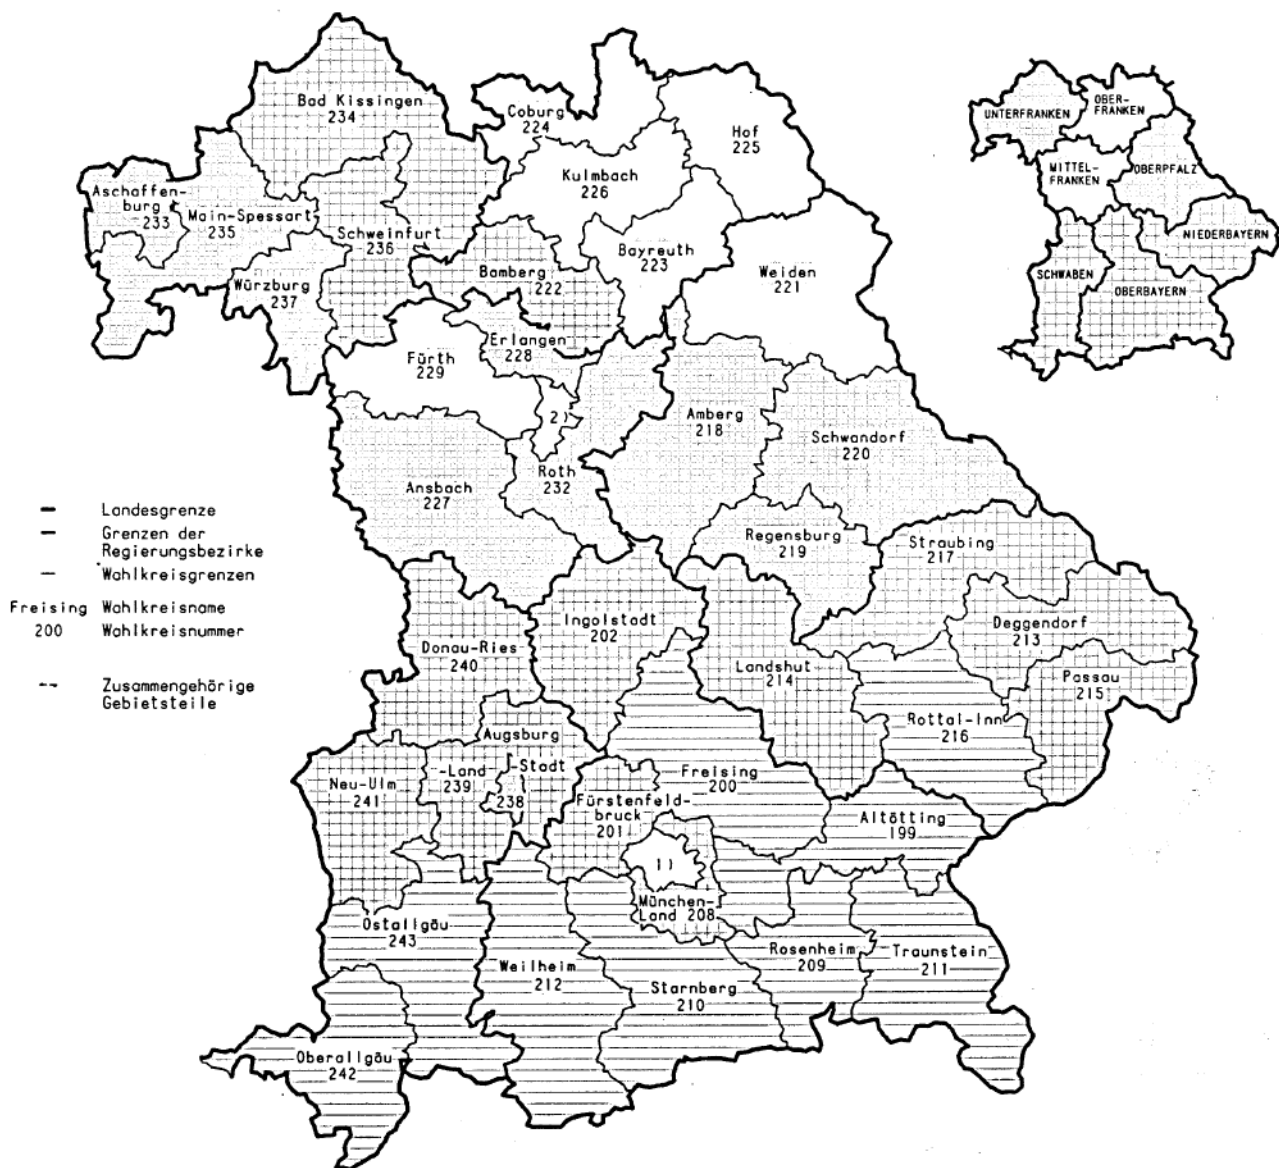 Bad Kissingen
234
Coburg
224
Hof
225
Kulmbach
226
Aschaffen-
burg
233
Main-Spessart
235
Schweinfurt
236
Würzburg
237
Bamberg
222
Bayreuth
223
Weiden
221
Erlangen
228
Fürth
229
2)
Amberg
218
Schwandorf
220
Roth
232
Ansbach
227
Regensburg
219
Straubing
217
Ingolstadt
202
Deggendorf
213
Donau-Ries
240
Landshut
214
Passau
215
Rottal-Inn
216
Augsburg
-Land
239
-Stadt
238
Neu-Ulm
241
Freising
200
Fürstenfeld-
bruck
201
Altötting
199
1)
München-
Land 208
Ostallgäu
243
Weilheim
212
Starnberg
210
Rosenheim
209
Traunstein
211
Oberallgäu
242
UNTERFRANKEN
OBER-
FRANKEN
MITTEL-
FRANKEN
OBERPFALZ
NIEDERBAYERN
SCHWABEN
OBERBAYERN
Landesgrenze
Grenzen der
Regierungsbezirke
Wahlkreisgrenzen
Freising Wahlkreisname
200 Wahlkreisnummer
Zusammengehörige
Gebietsteile